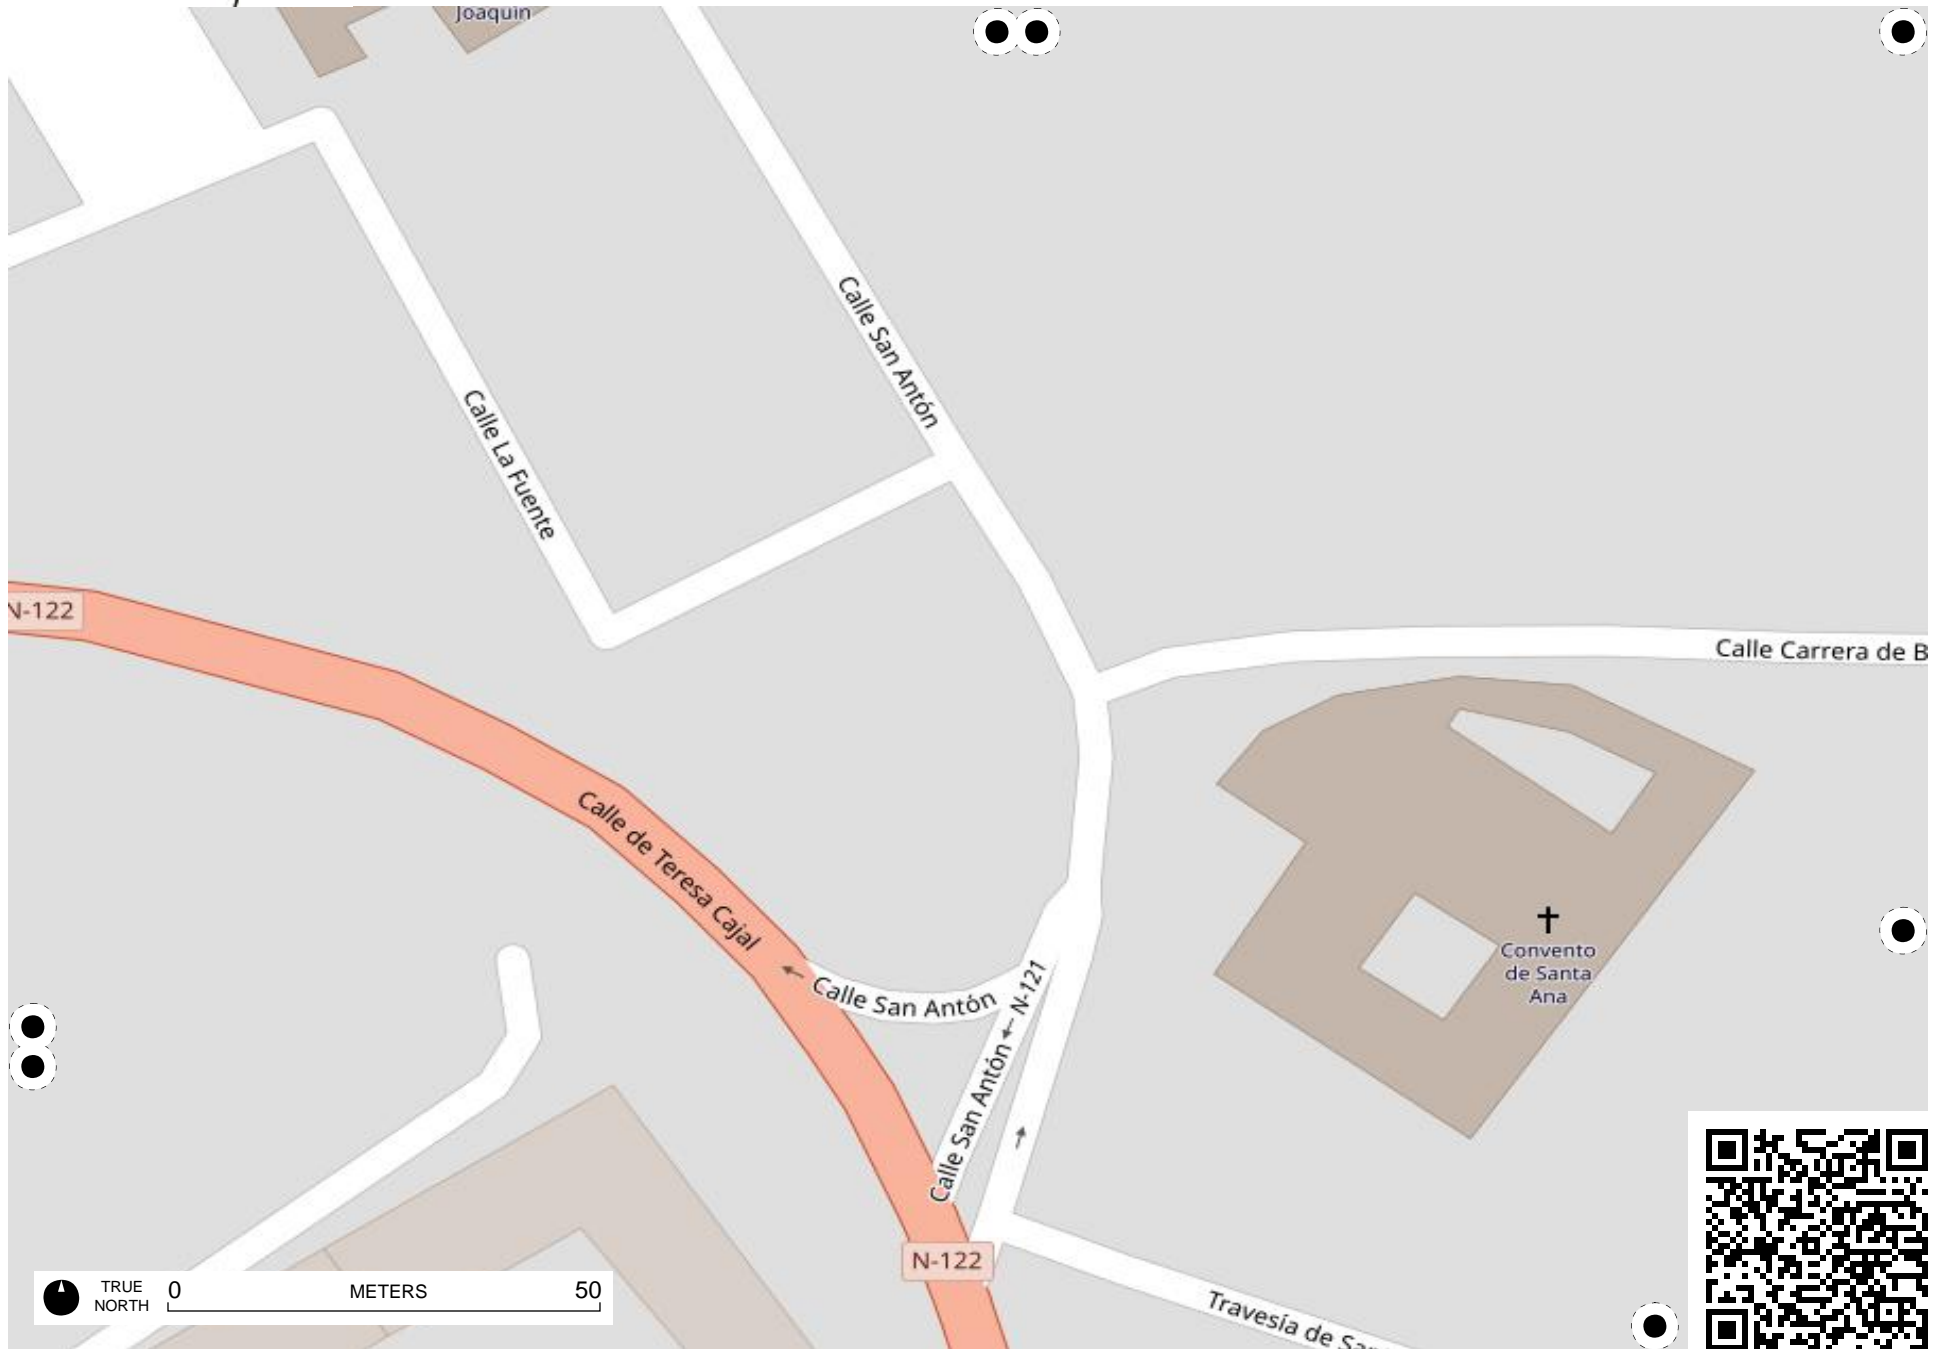 Joaquín
Calle San Antón
Calle La Fuente
N-122
Calle Carrera de B
Calle de Teresa Cajal
Convento
de Santa
Ana
Calle San Antón
N-121
Calle San Antón
N-122
TRUE
NORTH
0 METERS 50
Travesía de San